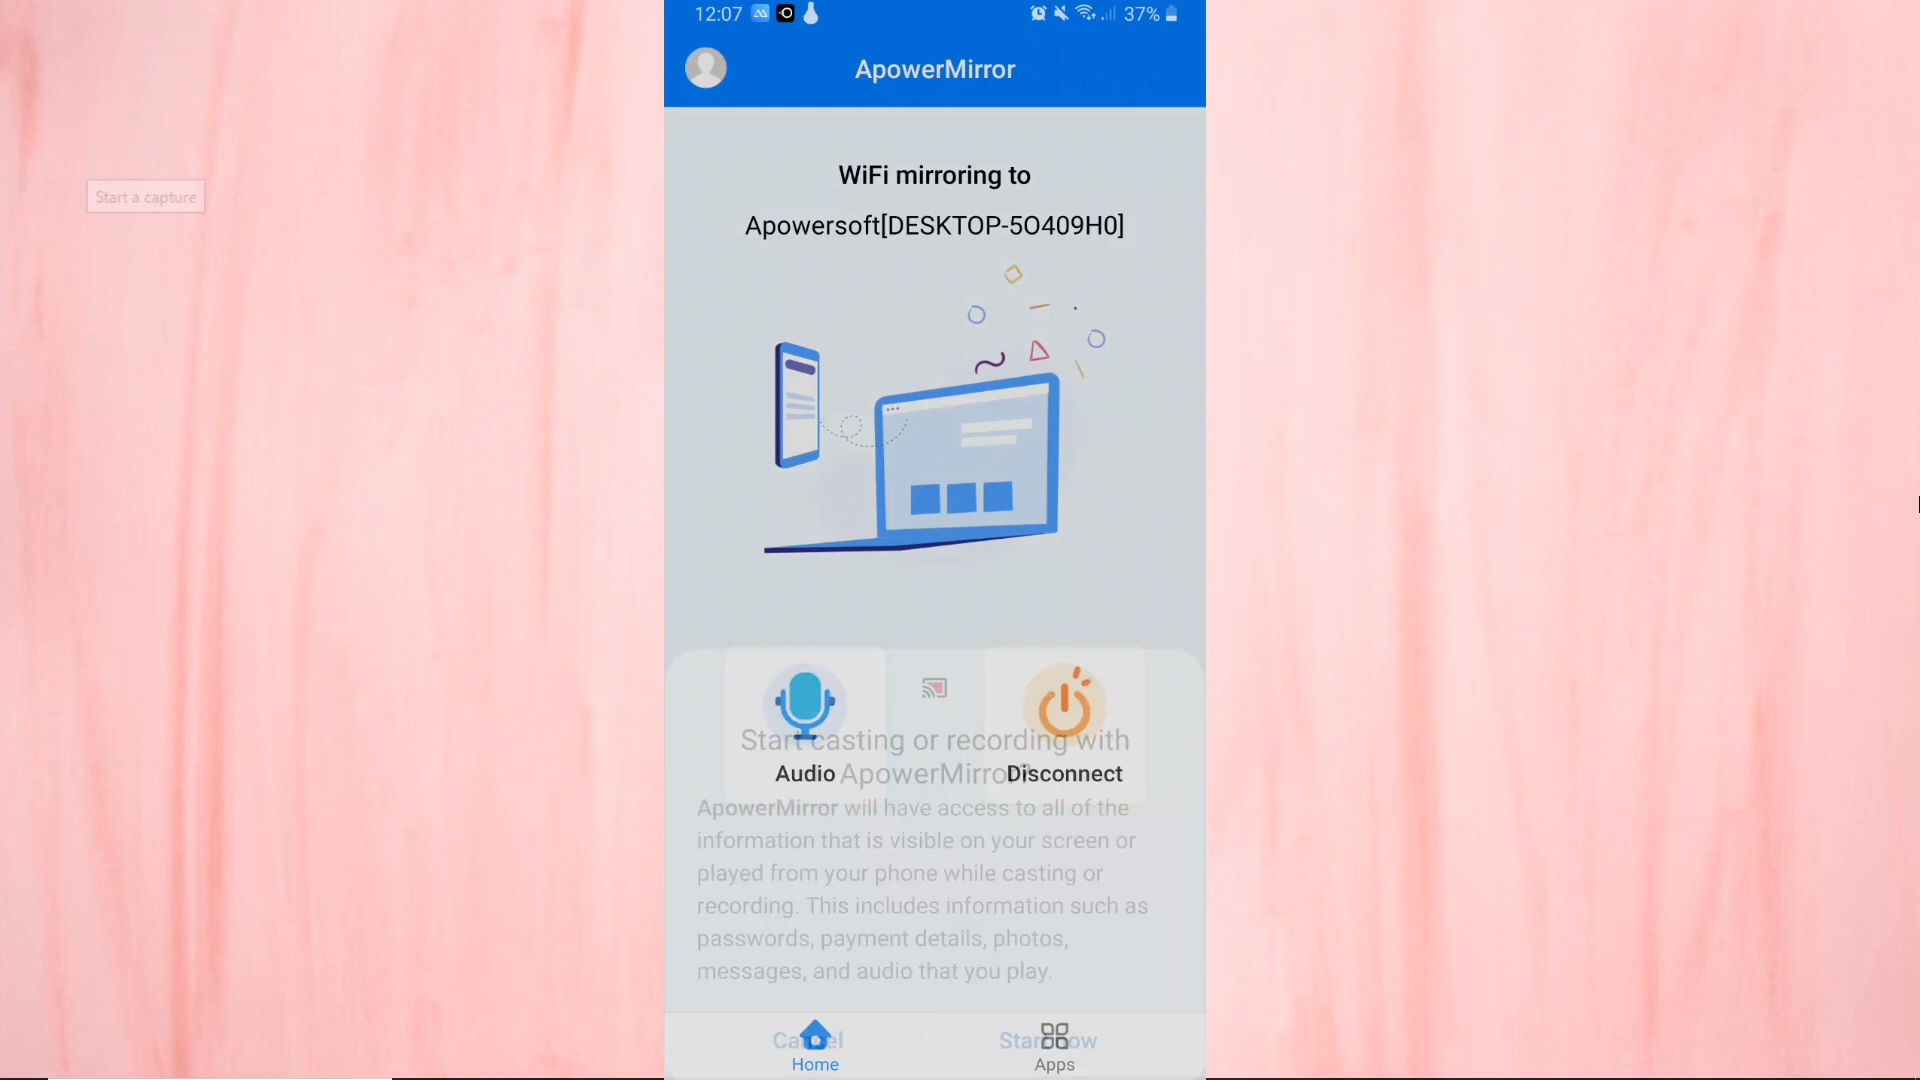 12:07
37%
ApowerMirror
Start a capture
WiFi mirroring to
Apowersoft[DESKTOP-5O409H0]
Audio
Disconnect
Start casting or recording with
ApowerMirror?
ApowerMirror will have access to all of the
information that is visible on your screen or
played from your phone while casting or
recording. This includes information such as
passwords, payment details, photos,
messages, and audio that you play.
Cancel
Start now
Home
Apps